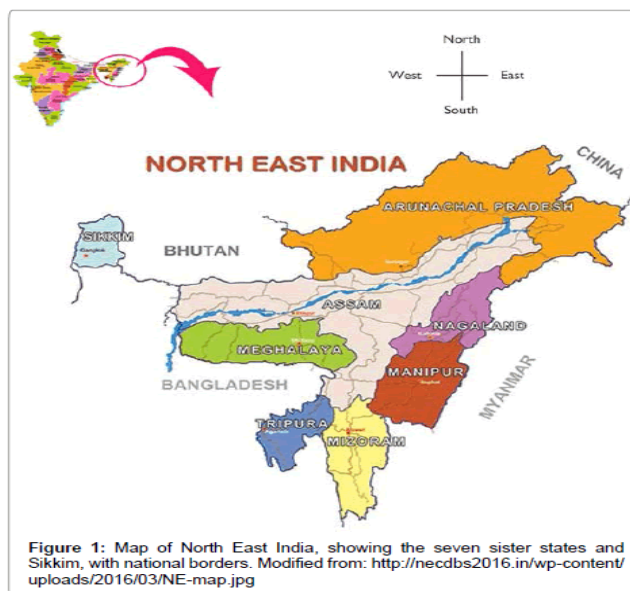 North
West
East
South
NORTH EAST INDIA
CHINA
ARUNACHAL PRADESH
SIKKIM
BHUTAN
ASSAM
NAGALAND
MEGHALAYA
MANIPUR
BANGLADESH
MYANMAR
TRIPURA
MIZORAM
Figure 1: Map of North East India, showing the seven sister states and
Sikkim, with national borders. Modified from: http://necdbs2016.in/wp-content/
uploads/2016/03/NE-map.jpg